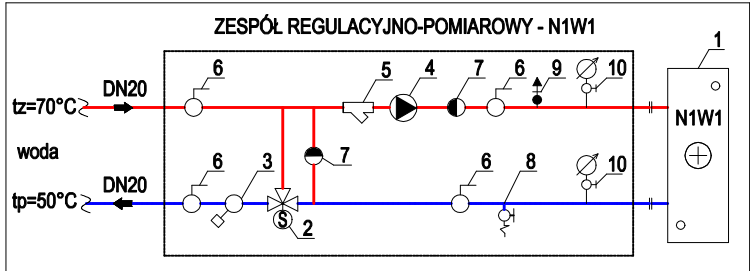 ZESPÓŁ REGULACYJNO-POMIAROWY - N1W1
1
6 5 4 7 6 9 10
DN20
tz=70°C
N1W1
woda
7
6 3 6 8 10
DN20
tp=50°C
S 2